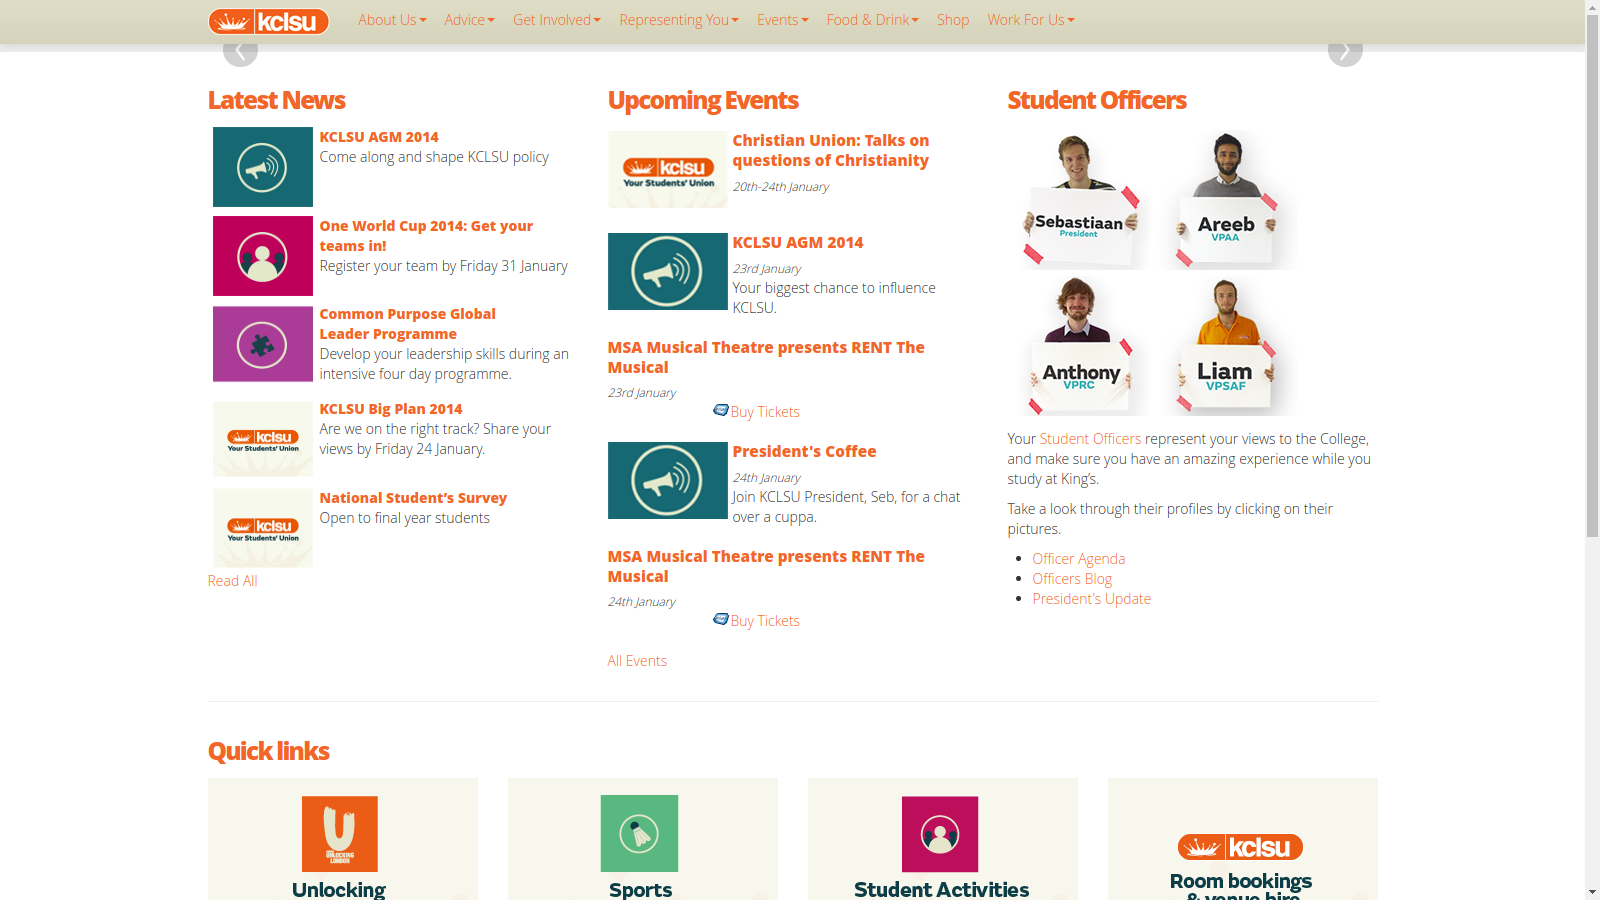 kclsu
About Us
Advice
Get Involved
Representing You
Events
Food & Drink
Shop
Work For Us
Latest News
KCLSU AGM 2014
Come along and shape KCLSU policy
One World Cup 2014: Get your
teams in!
Register your team by Friday 31 January
Common Purpose Global
Leader Programme
Develop your leadership skills during an
intensive four day programme.
kclsu
Your Students' Union
KCLSU Big Plan 2014
Are we on the right track? Share your
views by Friday 24 January.
kclsu
Your Students' Union
National Student’s Survey
Open to final year students
Read All
Upcoming Events
kclsu
Your Students' Union
Christian Union: Talks on
questions of Christianity
20th-24th January
KCLSU AGM 2014
23rd January
Your biggest chance to influence
KCLSU.
MSA Musical Theatre presents RENT The
Musical
23rd January
Buy Tickets
President's Coffee
24th January
Join KCLSU President, Seb, for a chat
over a cuppa.
MSA Musical Theatre presents RENT The
Musical
24th January
Buy Tickets
All Events
Student Officers
Sebastiaan
President
Areeb
VPAA
Anthony
VPRC
Liam
VPSAF
Your Student Officers represent your views to the College,
and make sure you have an amazing experience while you
study at King’s.
Take a look through their profiles by clicking on their
pictures.
Officer Agenda
Officers Blog
President's Update
Quick links
UNLOCKING
LONDON
Unlocking
Sports
Student Activities
kclsu
Room bookings
& venue hire